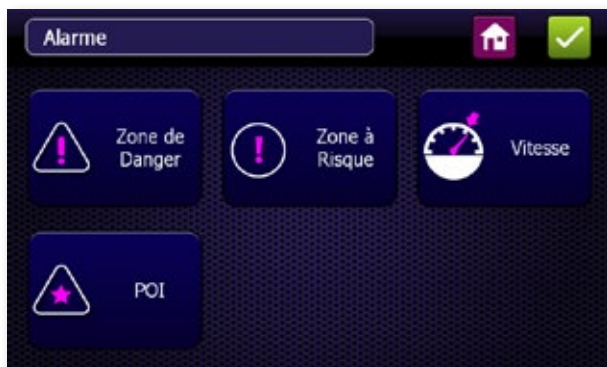 Alarme
Zone de
Danger
Zone à
Risque
Vitesse
POI